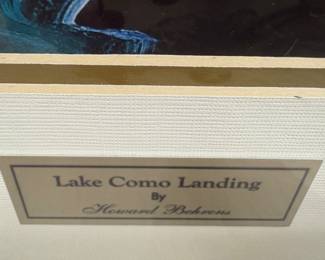 Lake Como Landing
By
Howard Behrens